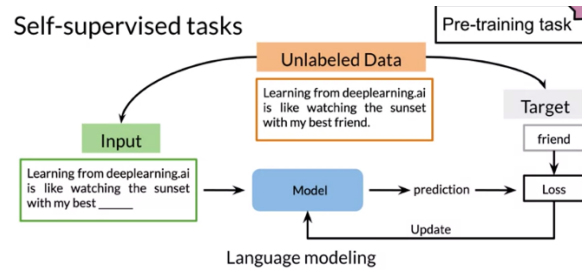 Self-supervised tasks
Pre-training task
Unlabeled Data
Learning from deeplearning.ai
is like watching the sunset
with my best friend.
Target
friend
Input
Learning from deeplearning.ai
is like watching the sunset
with my best _____
Model
prediction
Loss
Update
Language modeling